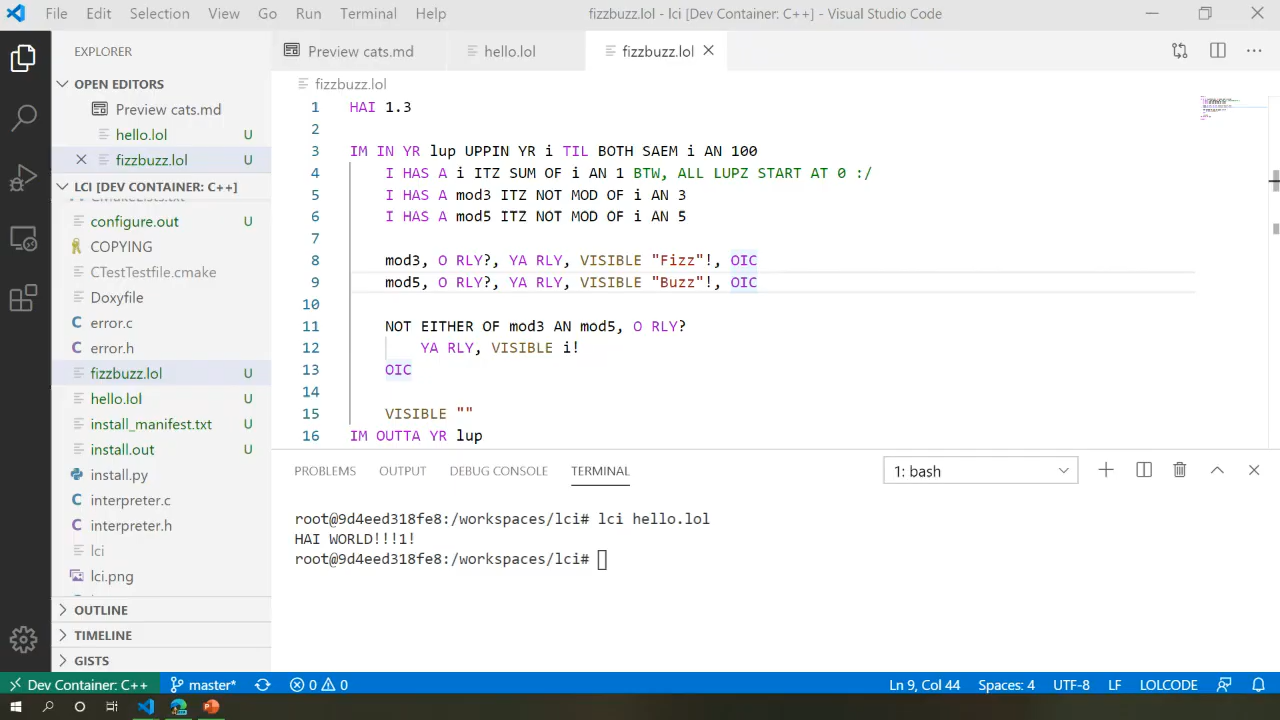 File Edit Selection View Go Run Terminal Help fizzbuzz.lol - lci [Dev Container: C++] - Visual Studio Code
EXPLORER
OPEN EDITORS
Preview cats.md
hello.lol U
fizzbuzz.lol U
LCI [DEV CONTAINER: C++]
CMakeLists.txt
configure.out U
COPYING
CTestTestfile.cmake
Doxyfile
error.c
error.h
fizzbuzz.lol U
hello.lol U
install_manifest.txt U
install.out U
install.py
interpreter.c
interpreter.h
lci
lci.png
OUTLINE
TIMELINE
GISTS
Preview cats.md hello.lol fizzbuzz.lol
fizzbuzz.lol
1 HAI 1.3
2
3 IM IN YR lup UPPIN YR i TIL BOTH SAEM i AN 100
4 I HAS A i ITZ SUM OF i AN 1 BTW, ALL LUPZ START AT 0 :/
5 I HAS A mod3 ITZ NOT MOD OF i AN 3
6 I HAS A mod5 ITZ NOT MOD OF i AN 5
7
8 mod3, O RLY?, YA RLY, VISIBLE "Fizz"!, OIC
9 mod5, O RLY?, YA RLY, VISIBLE "Buzz"!, OIC
10
11 NOT EITHER OF mod3 AN mod5, O RLY?
12 YA RLY, VISIBLE i!
13 OIC
14
15 VISIBLE ""
16 IM OUTTA YR lup
PROBLEMS OUTPUT DEBUG CONSOLE TERMINAL 1: bash
root@9d4eed318fe8:/workspaces/lci# lci hello.lol
HAI WORLD!!!1!
root@9d4eed318fe8:/workspaces/lci#
Dev Container: C++ master* 0 0 Ln 9, Col 44 Spaces: 4 UTF-8 LF LOLCODE